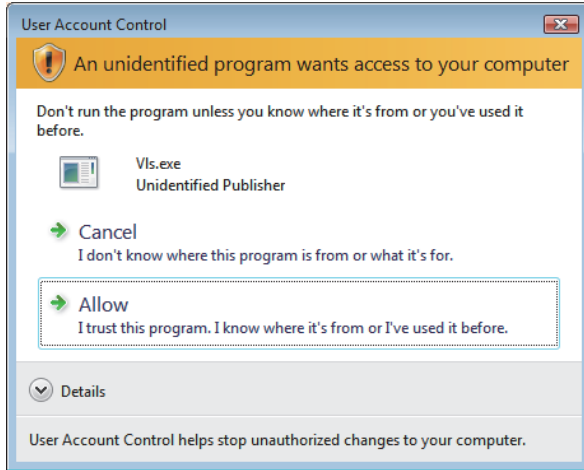 User Account Control
An unidentified program wants access to your computer
Don't run the program unless you know where it's from or you've used it
before.
Vls.exe
Unidentified Publisher
Cancel
I don't know where this program is from or what it's for.
Allow
I trust this program. I know where it's from or I've used it before.
Details
User Account Control helps stop unauthorized changes to your computer.